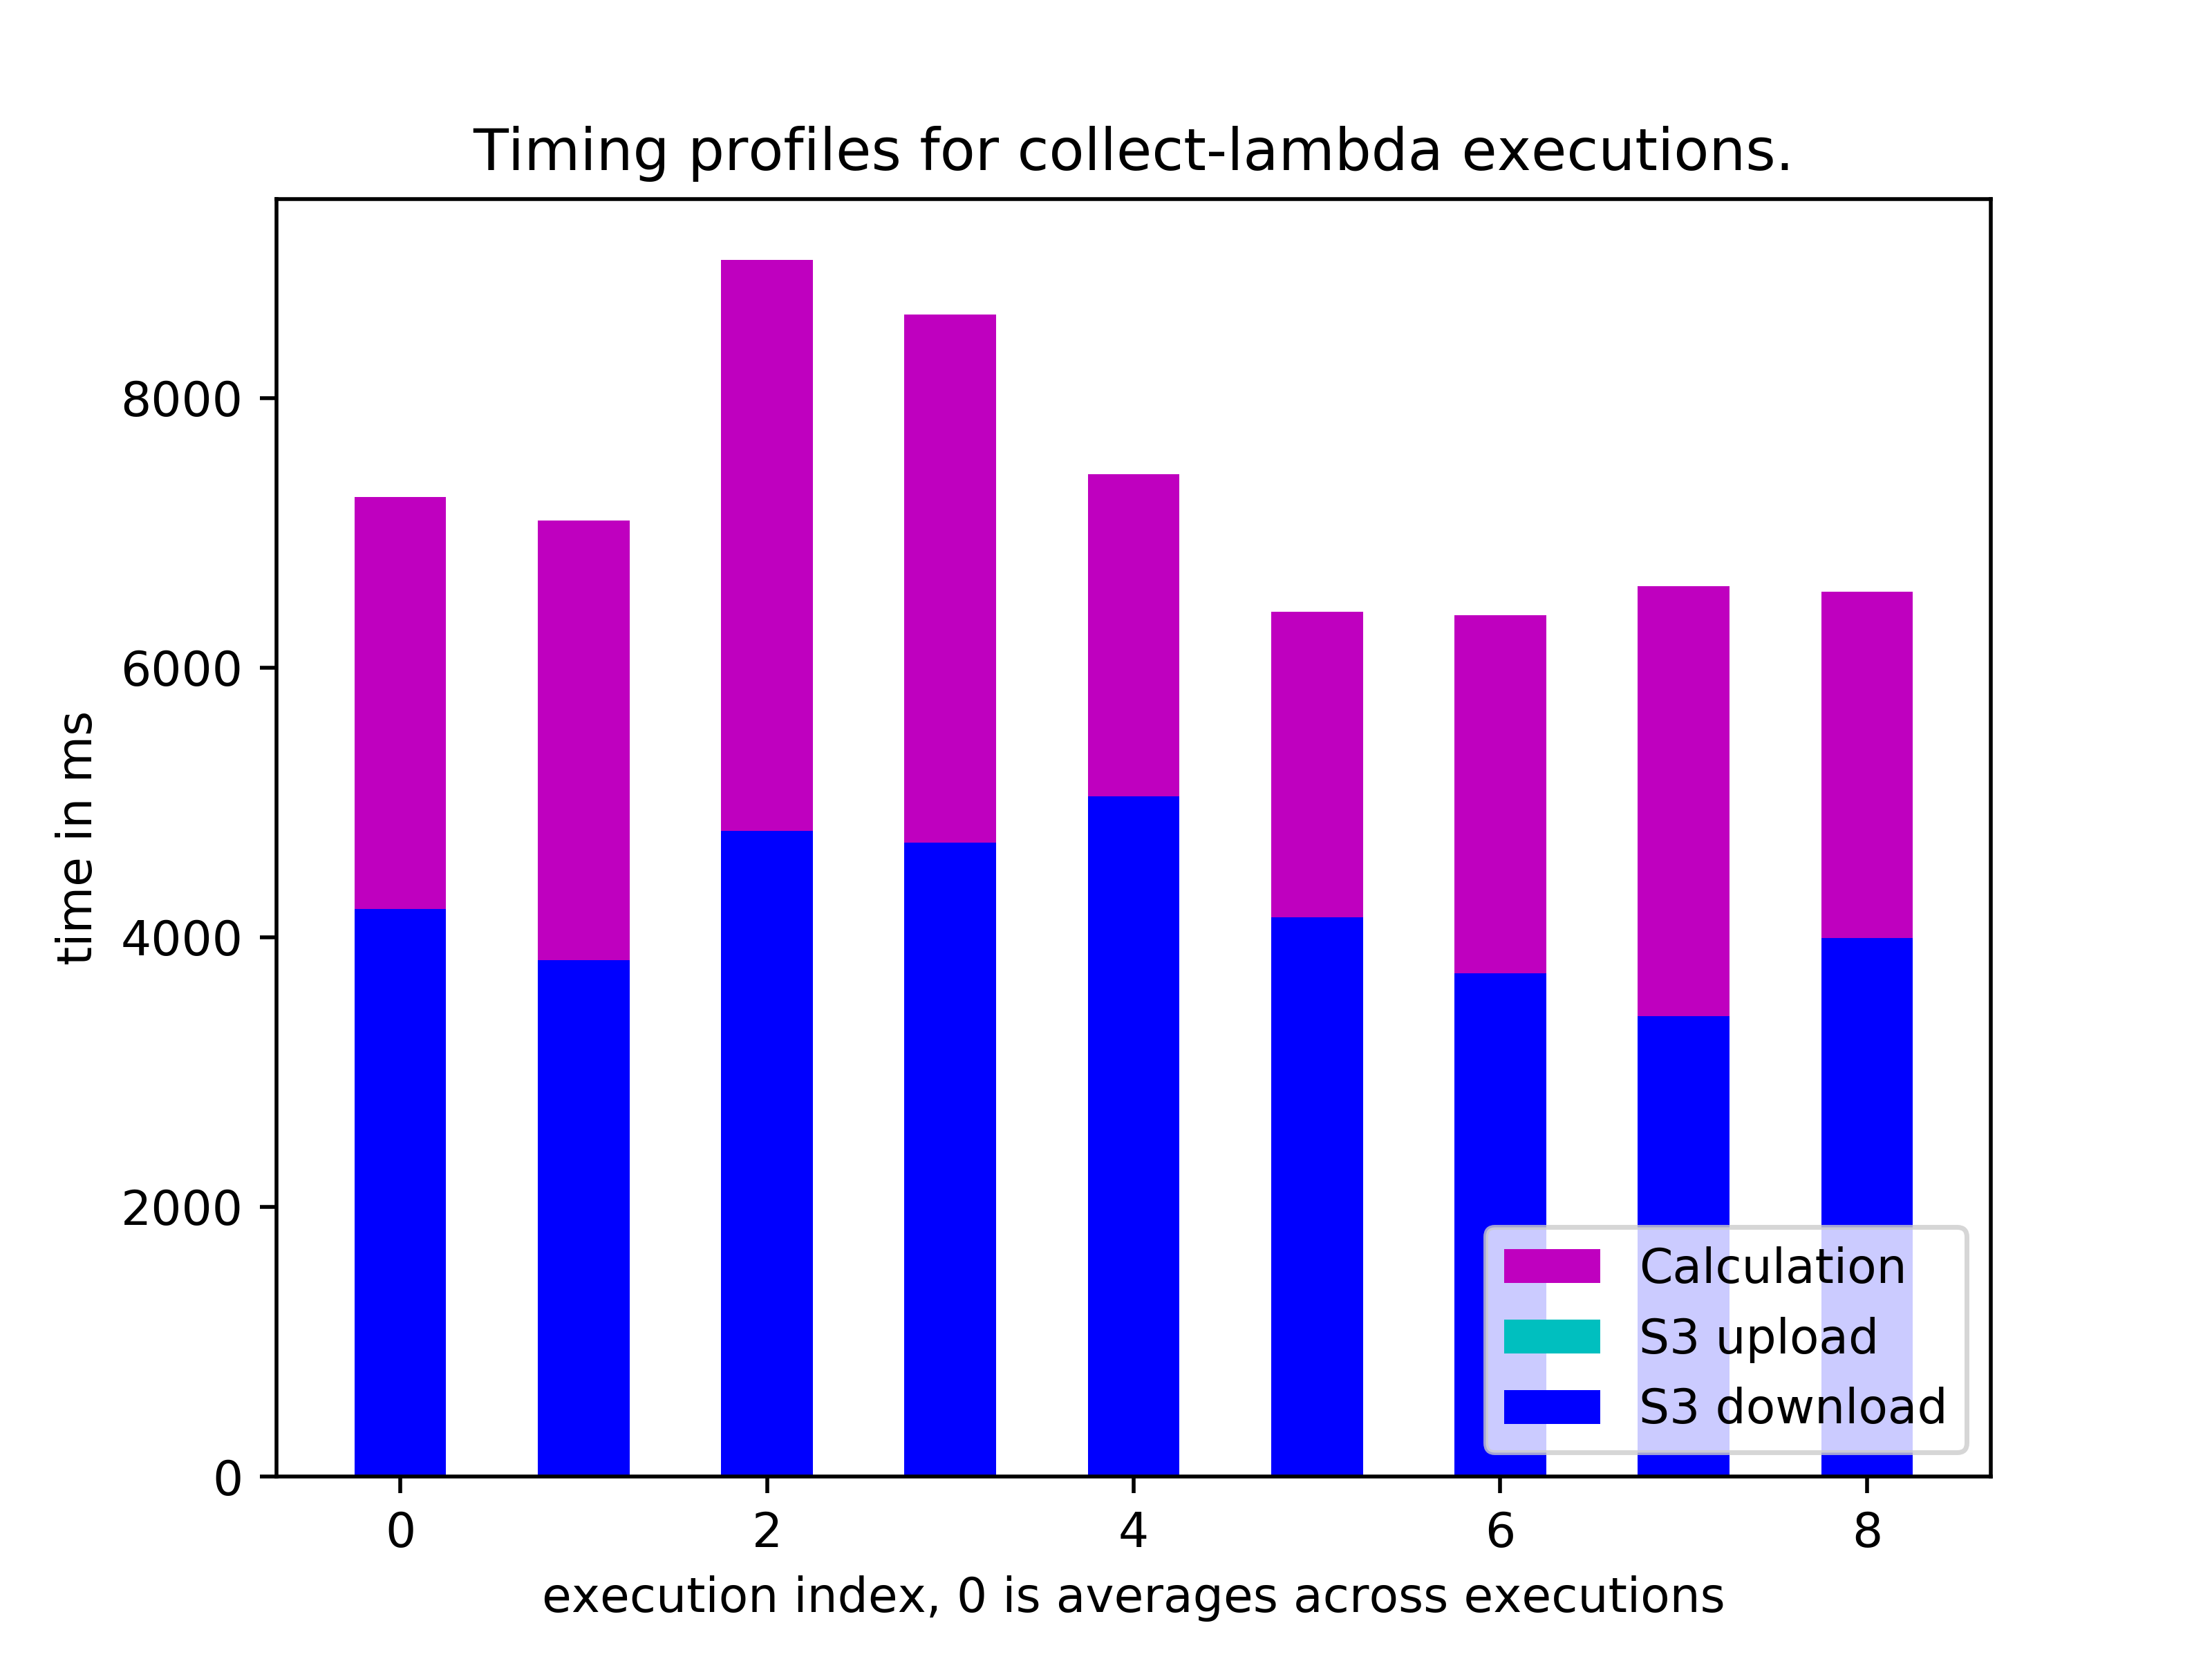 Timing profiles for collect-lambda executions.
time in ms
8000
6000
4000
2000
0
Calculation
S3 upload
S3 download
0 2 4 6 8
execution index, 0 is averages across executions